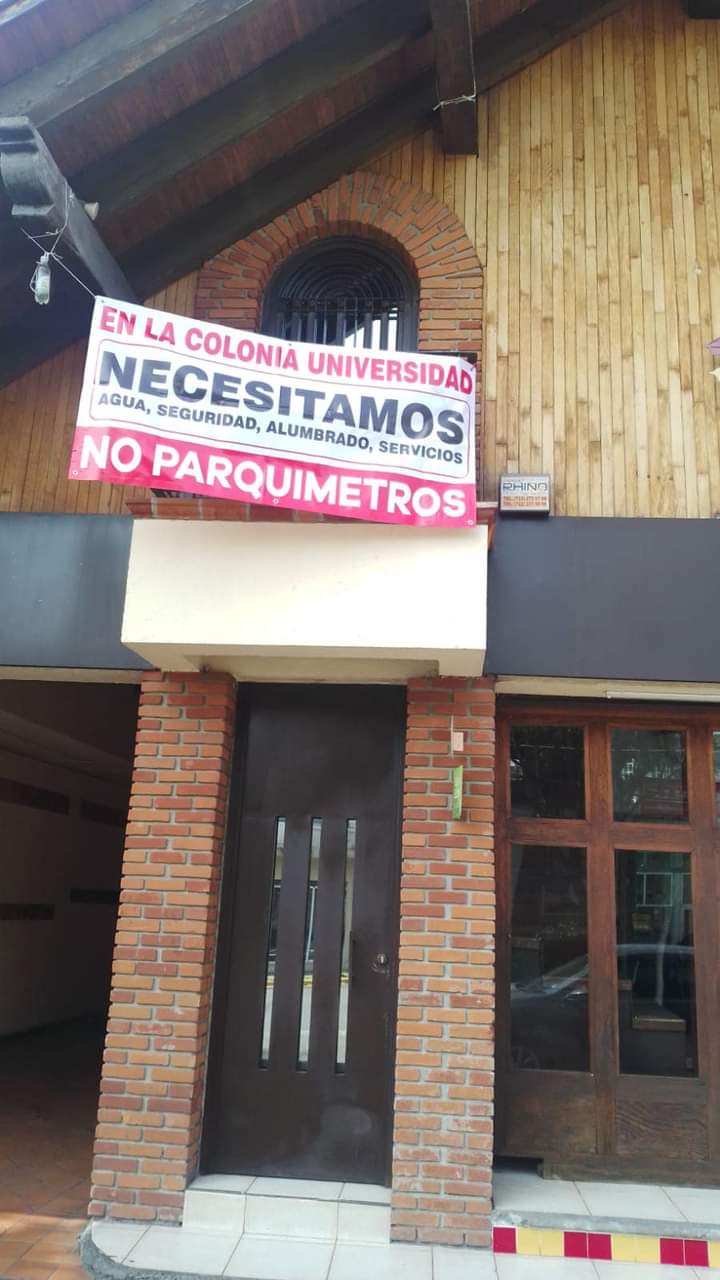 EN LA COLONIA UNIVERSIDAD
NECESITAMOS
AGUA, SEGURIDAD, ALUMBRADO, SERVICIOS
NO PARQUIMETROS
RHINO